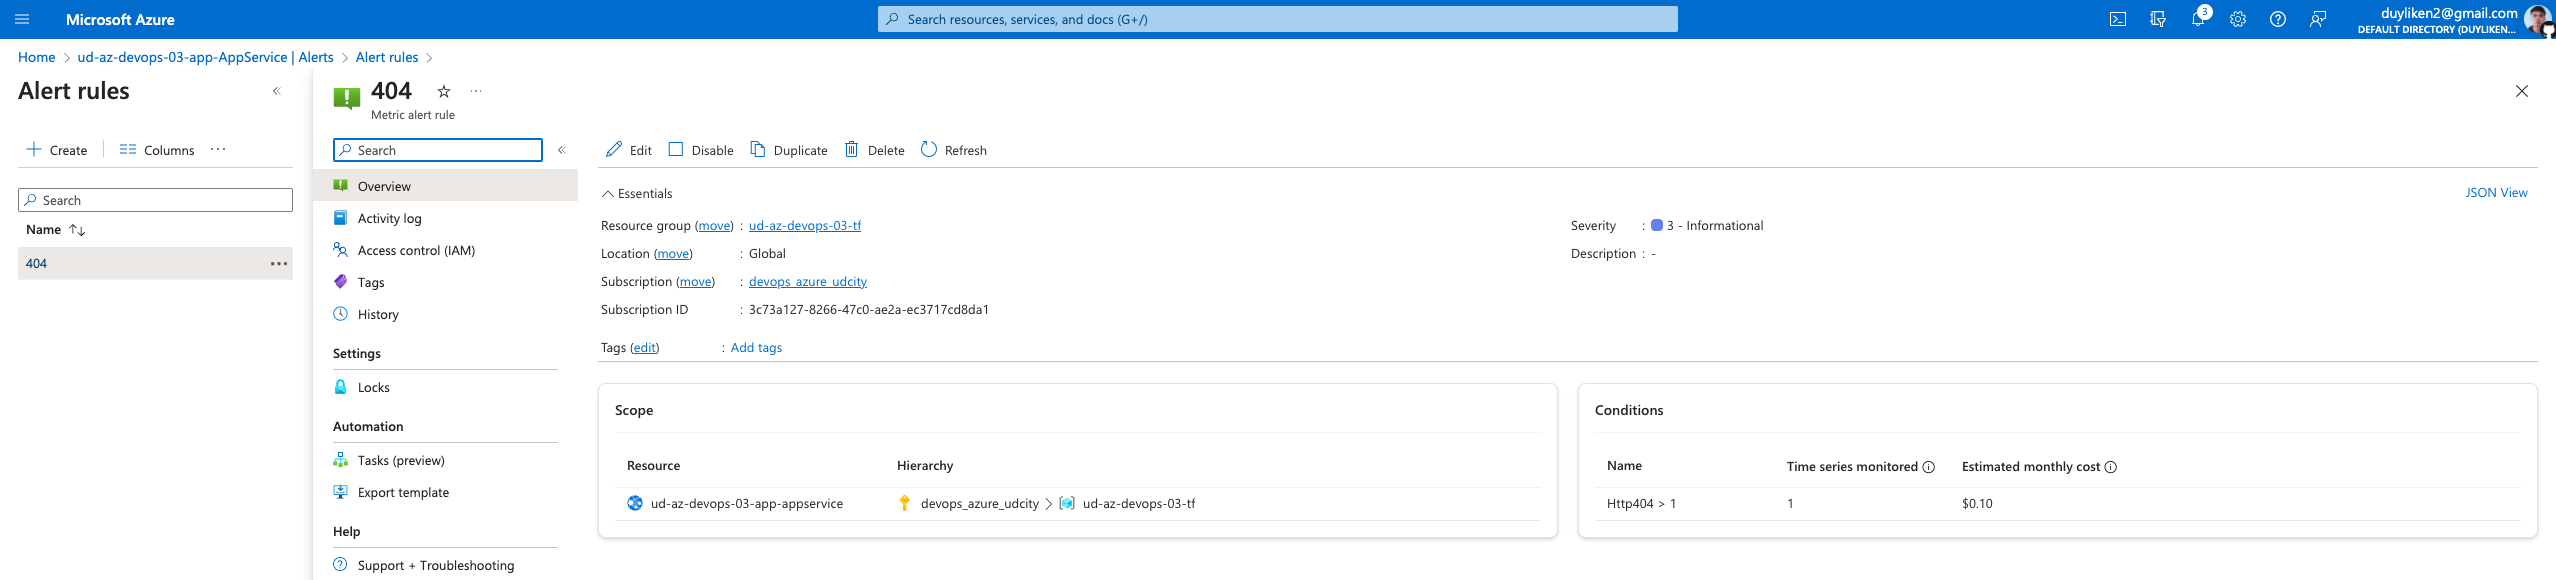 Microsoft Azure
Search resources, services, and docs (G+/)
3
duyliken2@gmail.com
DEFAULT DIRECTORY (DUYLIKEN...
Home > ud-az-devops-03-app-AppService | Alerts > Alert rules >
Alert rules
«
Create
Columns
...
Search
Name ↑↓
404
...
404
...
Metric alert rule
Search
«
Overview
Activity log
Access control (IAM)
Tags
History
Settings
Locks
Automation
Tasks (preview)
Export template
Help
Support + Troubleshooting
Edit
Disable
Duplicate
Delete
Refresh
Essentials
JSON View
Resource group (move) : ud-az-devops-03-tf
Location (move) : Global
Subscription (move) : devops_azure_udcity
Subscription ID : 3c73a127-8266-47c0-ae2a-ec3717cd8da1
Tags (edit) : Add tags
Severity : 3 - Informational
Description : -
Scope
Resource Hierarchy
ud-az-devops-03-app-appservice devops_azure_udcity > ud-az-devops-03-tf
Conditions
Name Time series monitored Estimated monthly cost
Http404 > 1 1 $0.10